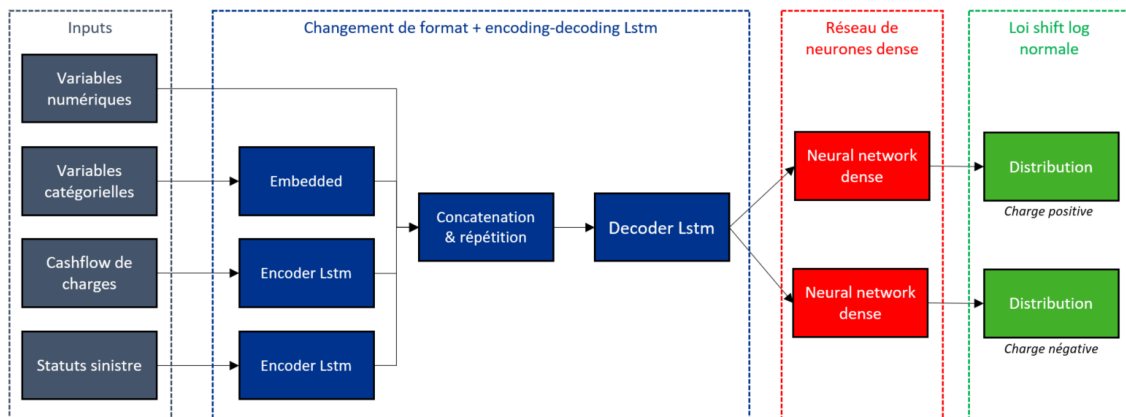 Inputs
Changement de format + encoding-decoding Lstm
Réseau de
neurones dense
Loi shift log
normale
Variables
numériques
Variables
catégorielles
Cashflow de
charges
Statuts sinistre
Embedded
Encoder Lstm
Encoder Lstm
Concatenation
& répétition
Decoder Lstm
Neural network
dense
Neural network
dense
Distribution
Charge positive
Distribution
Charge négative